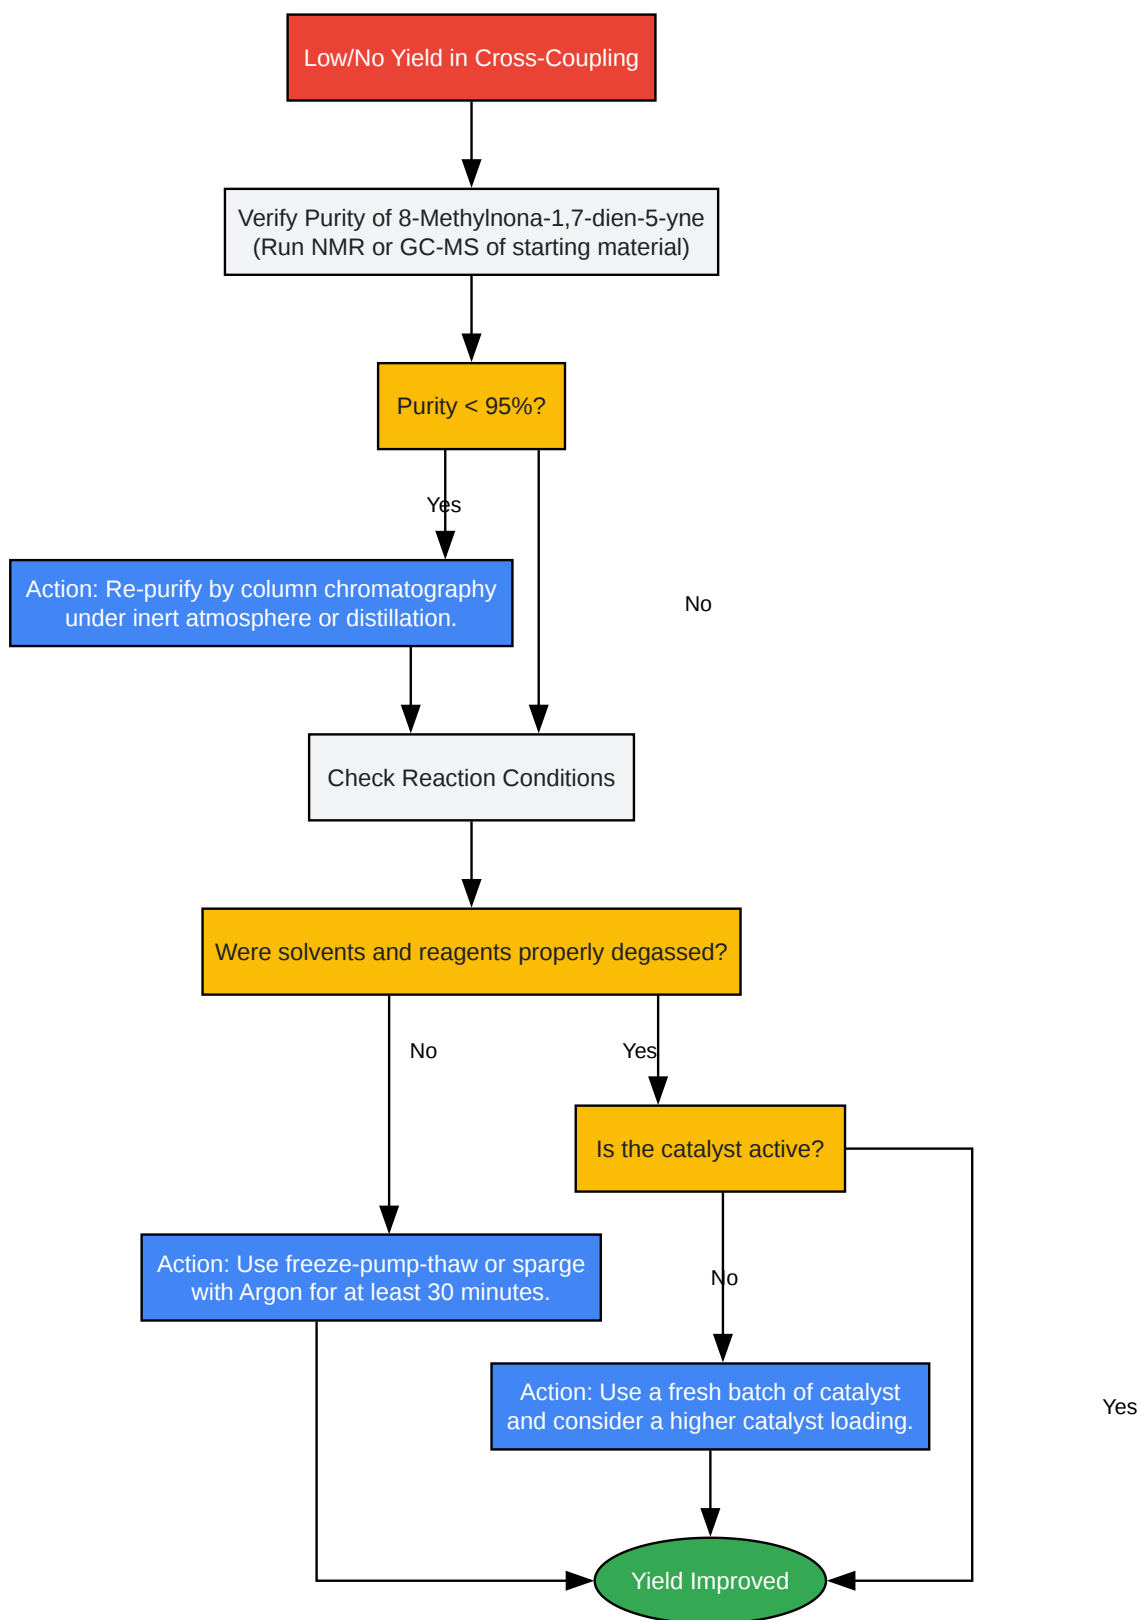 Low/No Yield in Cross-Coupling
Verify Purity of 8-Methylnona-1,7-dien-5-yne
(Run NMR or GC-MS of starting material)
Purity < 95%?
Yes
Action: Re-purify by column chromatography
under inert atmosphere or distillation.
No
Check Reaction Conditions
Were solvents and reagents properly degassed?
No
Yes
Is the catalyst active?
Action: Use freeze-pump-thaw or sparge
with Argon for at least 30 minutes.
No
Action: Use a fresh batch of catalyst
and consider a higher catalyst loading.
Yes
Yield Improved